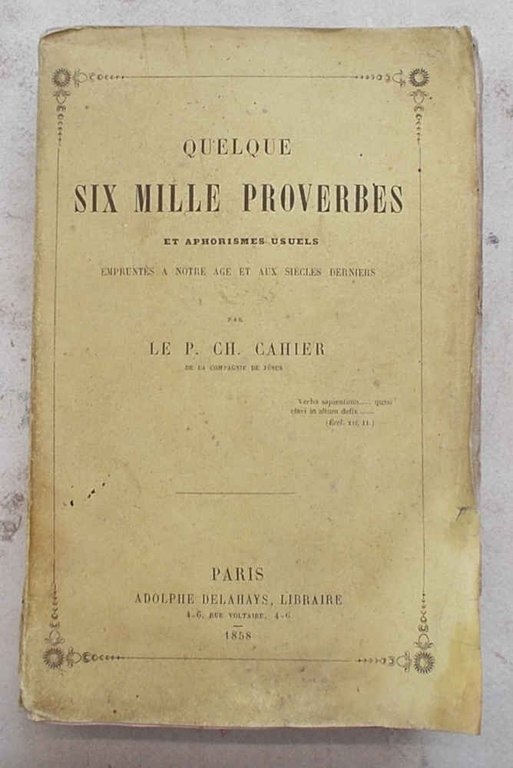 QUELQUE
SIX MILLE PROVERBES
ET APHORISMES USUELS
EMPRUNTÉS A NOTRE AGE ET AUX SIÈCLES DERNIERS
PAR
LE P. CH. CAHIER
DE LA COMPAGNIE DE JÉSUS
Verba sapientium..... quasi
clavi in altum defix.....
(Eccl. XII, 11.)
PARIS
ADOLPHE DELAHAYS, LIBRAIRE
4-6, RUE VOLTAIRE, 4-6
1858